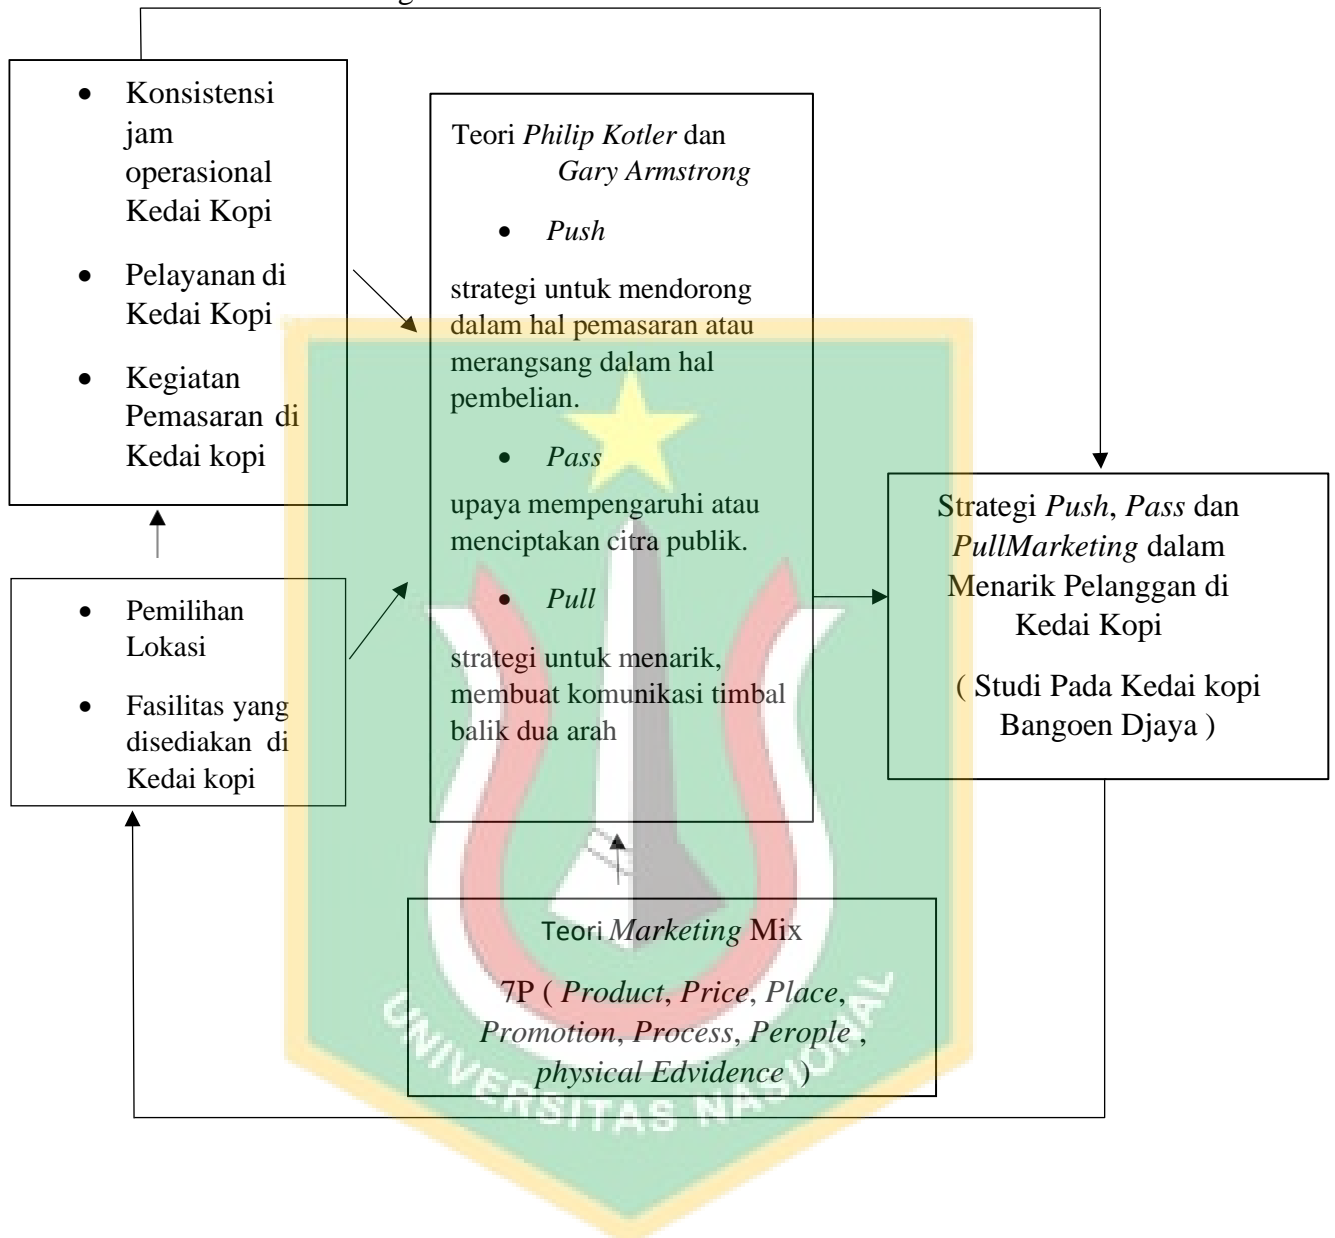 • Konsistensi
jam
operasional
Kedai Kopi
• Pelayanan di
Kedai Kopi
• Kegiatan
Pemasaran di
Kedai kopi
• Pemilihan
Lokasi
• Fasilitas yang
disediakan di
Kedai kopi
Teori Philip Kotler dan
Gary Armstrong
• Push
strategi untuk mendorong
dalam hal pemasaran atau
merangsang dalam hal
pembelian.
• Pass
upaya mempengaruhi atau
menciptakan citra publik.
• Pull
strategi untuk menarik,
membuat komunikasi timbal
balik dua arah
Strategi Push, Pass dan
PullMarketing dalam
Menarik Pelanggan di
Kedai Kopi
( Studi Pada Kedai kopi
Bangoen Djaya )
Teori Marketing Mix
7P ( Product, Price, Place,
Promotion, Process, Perople ,
physical Edvidence )
UNIVERSITAS NASIONAL